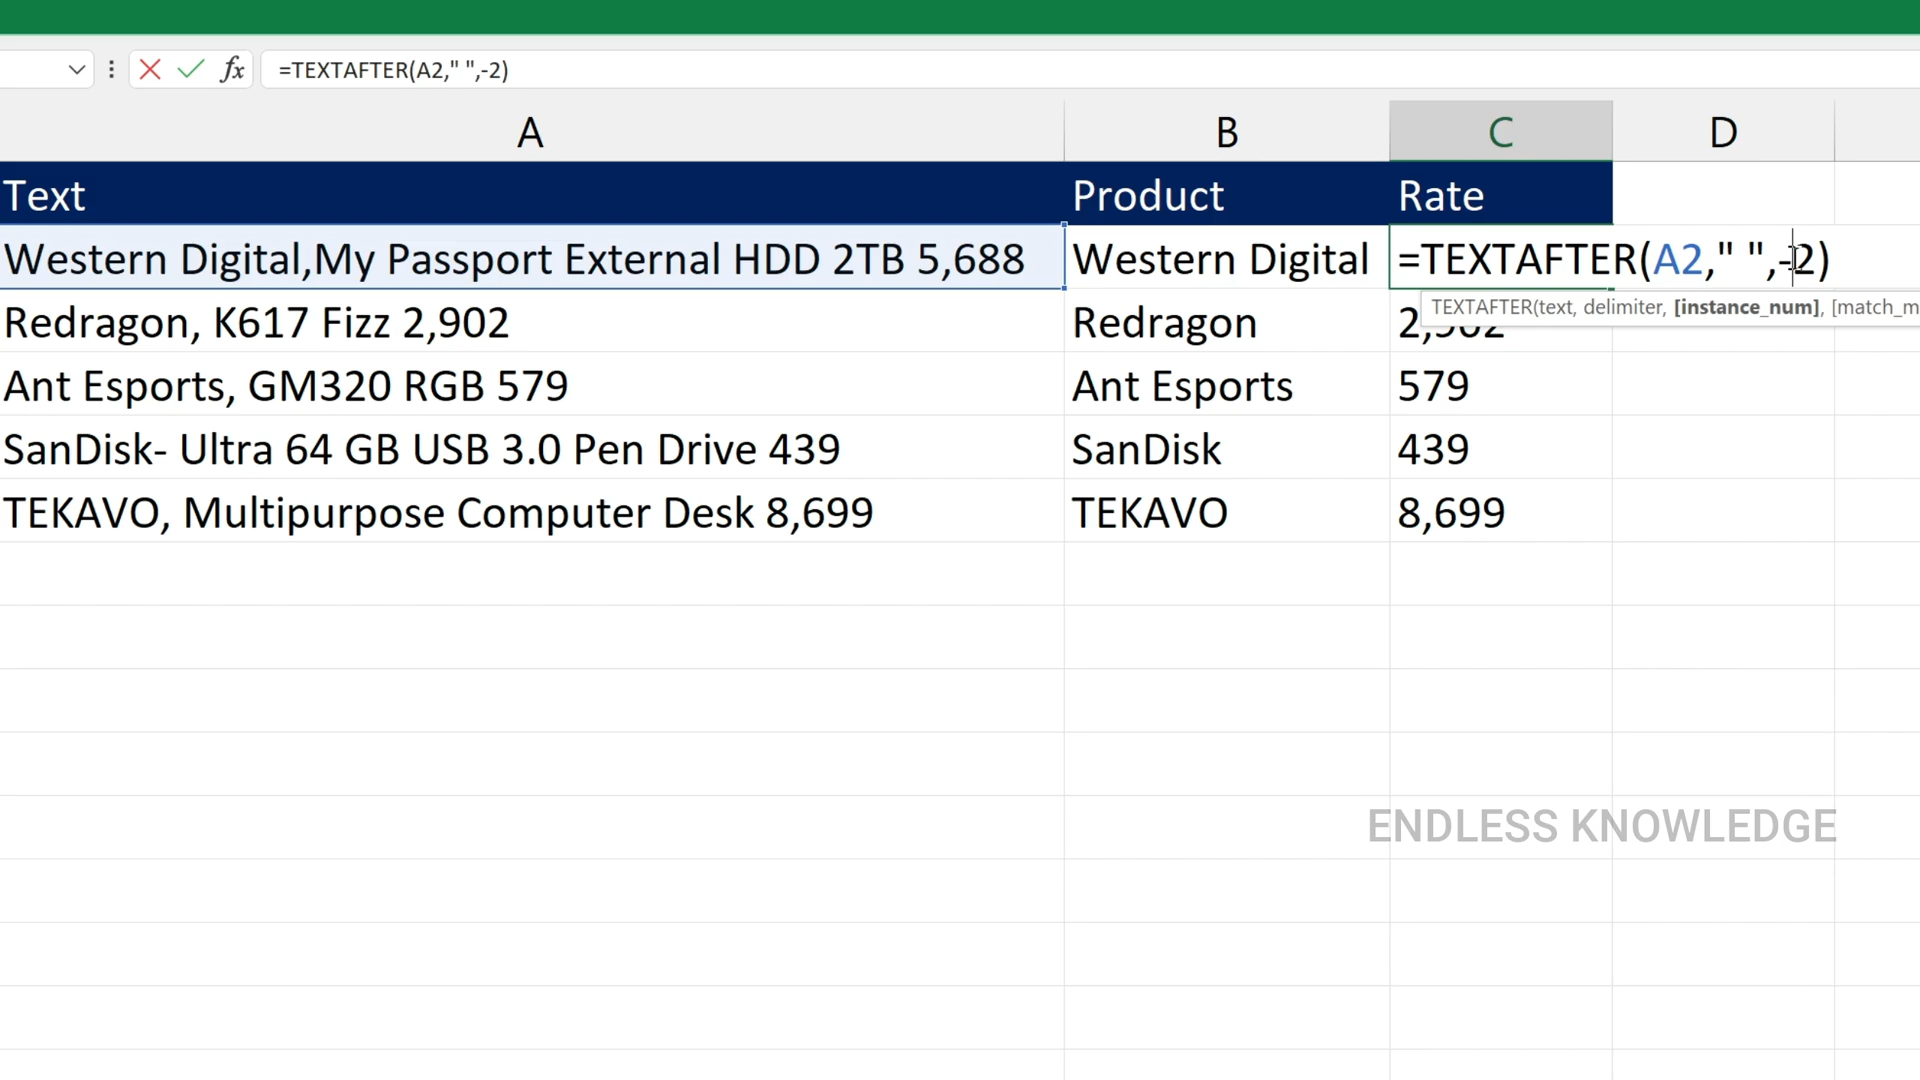 fx =TEXTAFTER(A2," ",-2)
A B C D
Text Product Rate
Western Digital,My Passport External HDD 2TB 5,688 Western Digital =TEXTAFTER(A2," ",-2)
TEXTAFTER(text, delimiter, [instance_num], [match_m
Redragon, K617 Fizz 2,902 Redragon 2,902
Ant Esports, GM320 RGB 579 Ant Esports 579
SanDisk- Ultra 64 GB USB 3.0 Pen Drive 439 SanDisk 439
TEKAVO, Multipurpose Computer Desk 8,699 TEKAVO 8,699
ENDLESS KNOWLEDGE